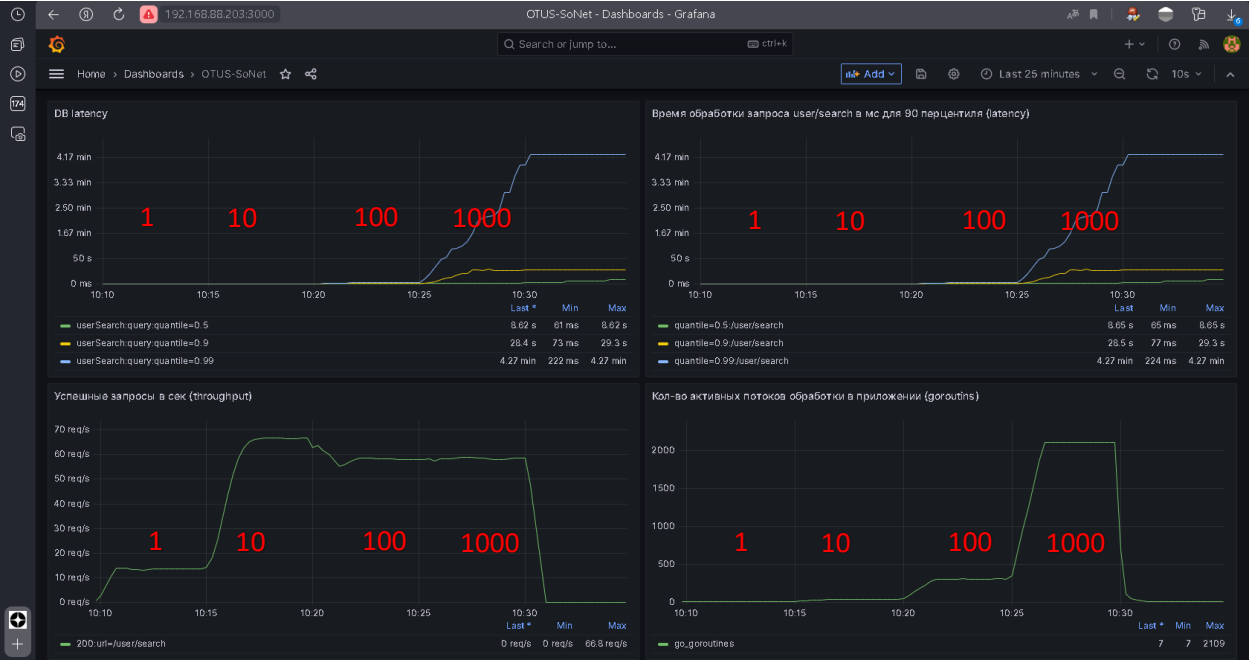 192.168.88.203:3000
OTUS-SoNet - Dashboards - Grafana
6
Search or jump to...
ctrl+k
Home › Dashboards › OTUS-SoNet
Add
Last 25 minutes
10s
174
DB latency
4.17 min
3.33 min
2.50 min
1.67 min
50 s
0 ms
1
10
100
1000
10:10
10:15
10:20
10:25
10:30
Last * Min Max
userSearch:query:quantile=0.5 8.62 s 61 ms 8.62 s
userSearch:query:quantile=0.9 28.4 s 73 ms 29.3 s
userSearch:query:quantile=0.99 4.27 min 222 ms 4.27 min
Время обработки запроса user/search в мс для 90 перцентиля (latency)
4.17 min
3.33 min
2.50 min
1.67 min
50 s
0 ms
1
10
100
1000
10:10
10:15
10:20
10:25
10:30
Last Min Max
quantile=0.5:/user/search 8.65 s 65 ms 8.65 s
quantile=0.9:/user/search 28.5 s 77 ms 29.3 s
quantile=0.99:/user/search 4.27 min 224 ms 4.27 min
Успешные запросы в сек (throughput)
70 req/s
60 req/s
50 req/s
40 req/s
30 req/s
20 req/s
10 req/s
0 req/s
1
10
100
1000
10:10
10:15
10:20
10:25
10:30
Last * Min Max
200:url=/user/search 0 req/s 0 req/s 66.8 req/s
Кол-во активных потоков обработки в приложении (goroutins)
2000
1500
1000
500
0
1
10
100
1000
10:10
10:15
10:20
10:25
10:30
Last * Min Max
go_goroutines 7 7 2109